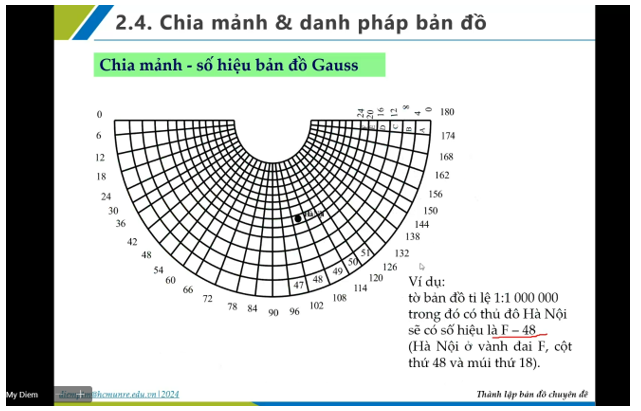 2.4. Chia mảnh & danh pháp bản đồ
Chia mảnh - số hiệu bản đồ Gauss
24 20 16 12 8 4 0
0 180
6 174
12 168
18 162
24 156
30 150
36 144
42 138
48 132
54 126
60 120
66 114
72 108
78 84 90 96 102
D C B A
47 48 49 50 51
Ví dụ:
tờ bản đồ tỉ lệ 1:1 000 000
trong đó có thủ đô Hà Nội
sẽ có số hiệu là F – 48
(Hà Nội ở vành đai F, cột
thứ 48 và múi thứ 18).
My Diem
@hcmunre.edu.vn|2024
Thành lập bản đồ chuyên đề